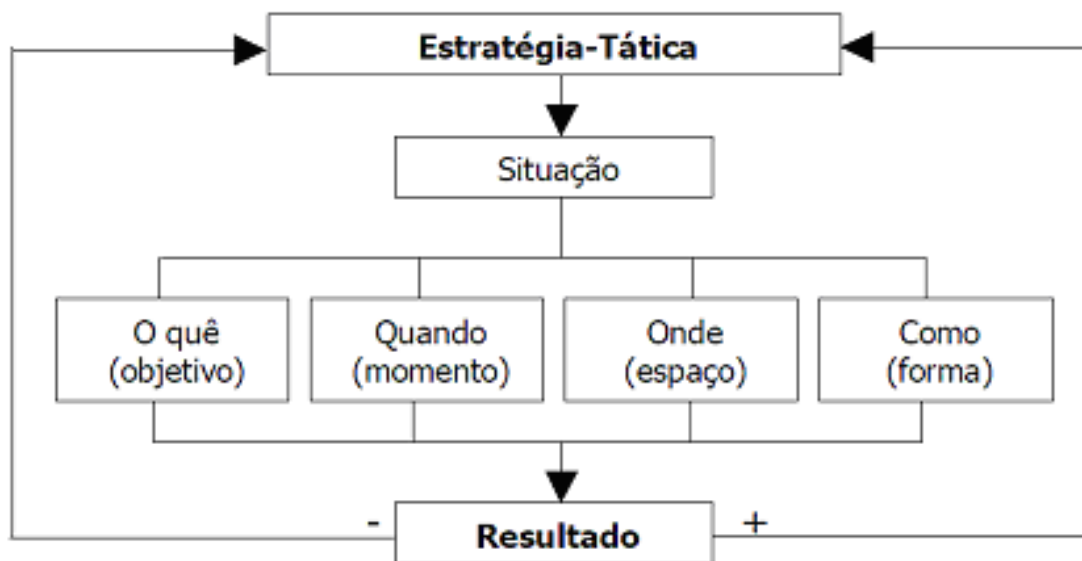 Estratégia-Tática
Situação
O quê
(objetivo)
Quando
(momento)
Onde
(espaço)
Como
(forma)
-
Resultado
+